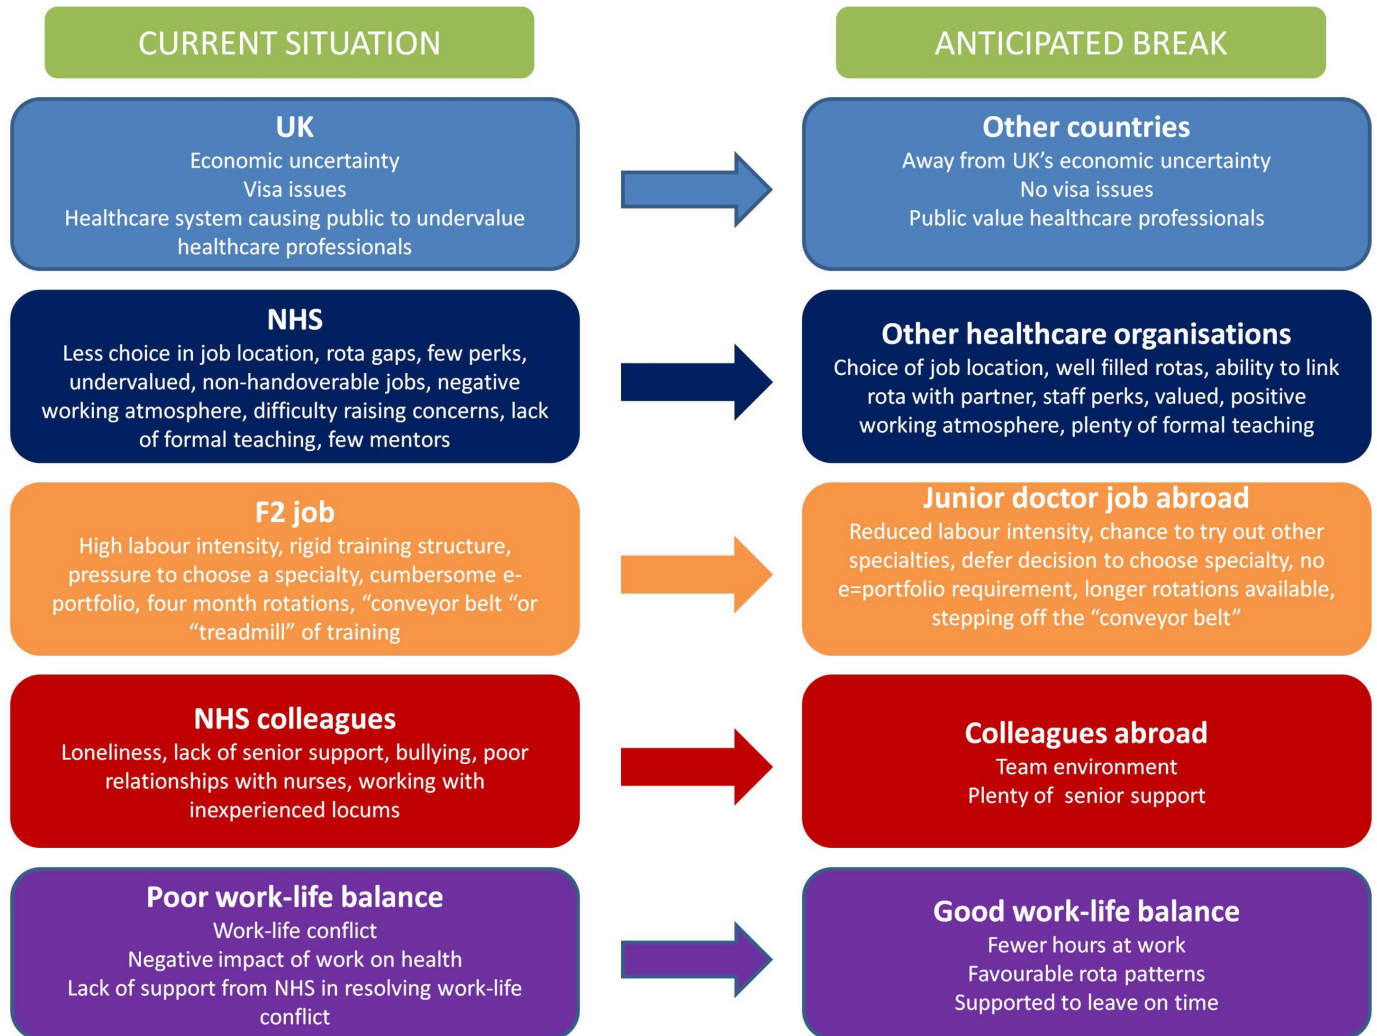 CURRENT SITUATION
ANTICIPATED BREAK
UK
Economic uncertainty
Visa issues
Healthcare system causing public to undervalue
healthcare professionals
Other countries
Away from UK’s economic uncertainty
No visa issues
Public value healthcare professionals
NHS
Less choice in job location, rota gaps, few perks,
undervalued, non-handoverable jobs, negative
working atmosphere, difficulty raising concerns, lack
of formal teaching, few mentors
Other healthcare organisations
Choice of job location, well filled rotas, ability to link
rota with partner, staff perks, valued, positive
working atmosphere, plenty of formal teaching
F2 job
High labour intensity, rigid training structure,
pressure to choose a specialty, cumbersome e-
portfolio, four month rotations, “conveyor belt “or
“treadmill” of training
Junior doctor job abroad
Reduced labour intensity, chance to try out other
specialties, defer decision to choose specialty, no
e=portfolio requirement, longer rotations available,
stepping off the “conveyor belt”
NHS colleagues
Loneliness, lack of senior support, bullying, poor
relationships with nurses, working with
inexperienced locums
Colleagues abroad
Team environment
Plenty of  senior support
Poor work-life balance
Work-life conflict
Negative impact of work on health
Lack of support from NHS in resolving work-life
conflict
Good work-life balance
Fewer hours at work
Favourable rota patterns
Supported to leave on time